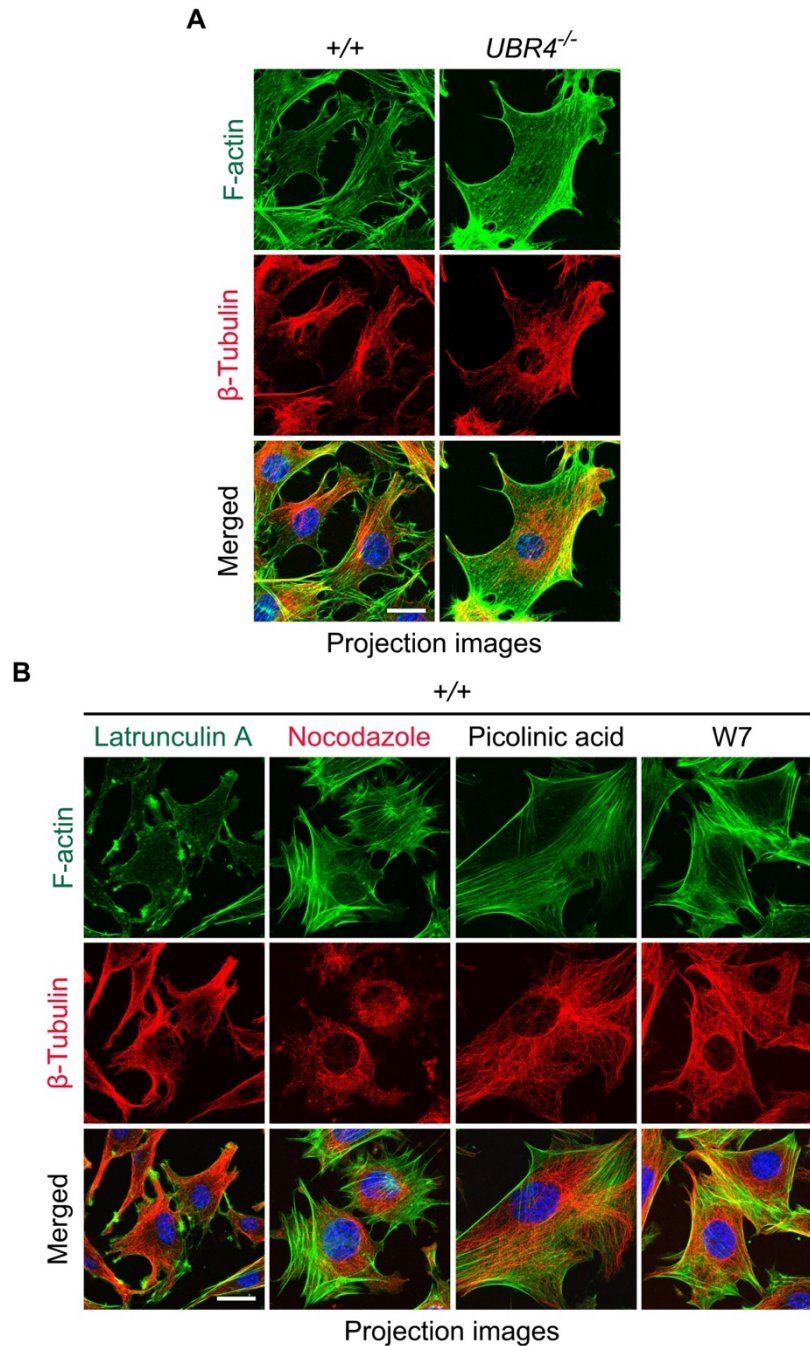 A
+/+
UBR4-/-
F-actin
β-Tubulin
Merged
Projection images
B
+/+
Latrunculin A
Nocodazole
Picolinic acid
W7
F-actin
β-Tubulin
Merged
Projection images